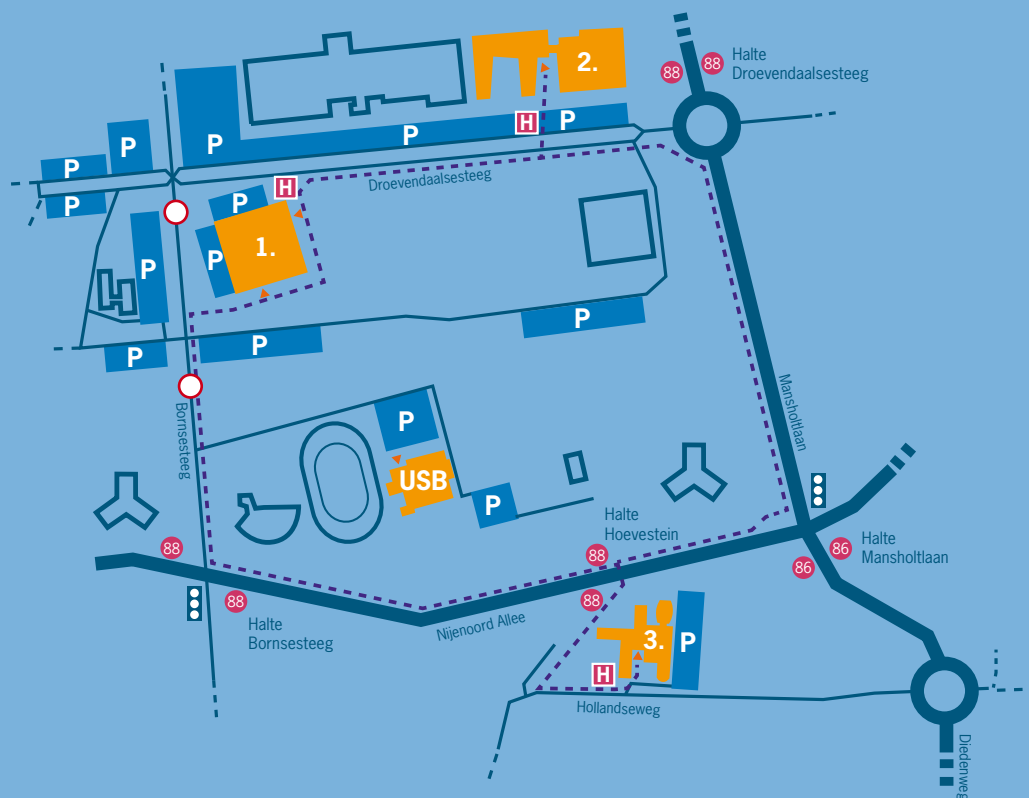 88
88
Halte
Droevendaalsesteeg
2.
H
P
P
P
P
P
P
Droevendaalsesteeg
H
P
1.
P
P
P
P
P
Mansholtlaan
Bornsesteeg
P
USB
P
Halte
Hoevestein
88
88
88
Halte
Bornsesteeg
88
Nijenoord Allee
86
86
Halte
Mansholtlaan
3.
P
H
Hollandseweg
Diedenweg